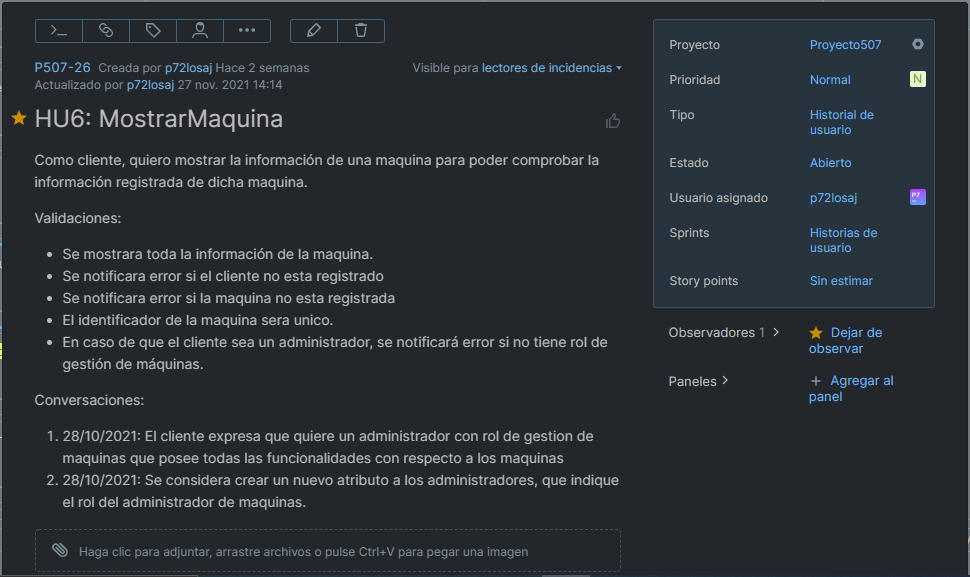 P507-26 Creada por p72losaj Hace 2 semanas
Visible para lectores de incidencias
Actualizado por p72losaj 27 nov. 2021 14:14
HU6: MostrarMaquina
Como cliente, quiero mostrar la información de una maquina para poder comprobar la
información registrada de dicha maquina.
Validaciones:
• Se mostrara toda la información de la maquina.
• Se notificara error si el cliente no esta registrado
• Se notificara error si la maquina no esta registrada
• El identificador de la maquina sera unico.
• En caso de que el cliente sea un administrador, se notificará error si no tiene rol de
gestión de máquinas.
Conversaciones:
1. 28/10/2021: El cliente expresa que quiere un administrador con rol de gestion de
maquinas que posee todas las funcionalidades con respecto a los maquinas
2. 28/10/2021: Se considera crear un nuevo atributo a los administradores, que indique
el rol del administrador de maquinas.
Haga clic para adjuntar, arrastre archivos o pulse Ctrl+V para pegar una imagen
Proyecto Proyecto507
Prioridad Normal N
Tipo Historial de
usuario
Estado Abierto
Usuario asignado p72losaj P7
Sprints Historias de
usuario
Story points Sin estimar
Observadores 1 > Dejar de
observar
Paneles > + Agregar al
panel